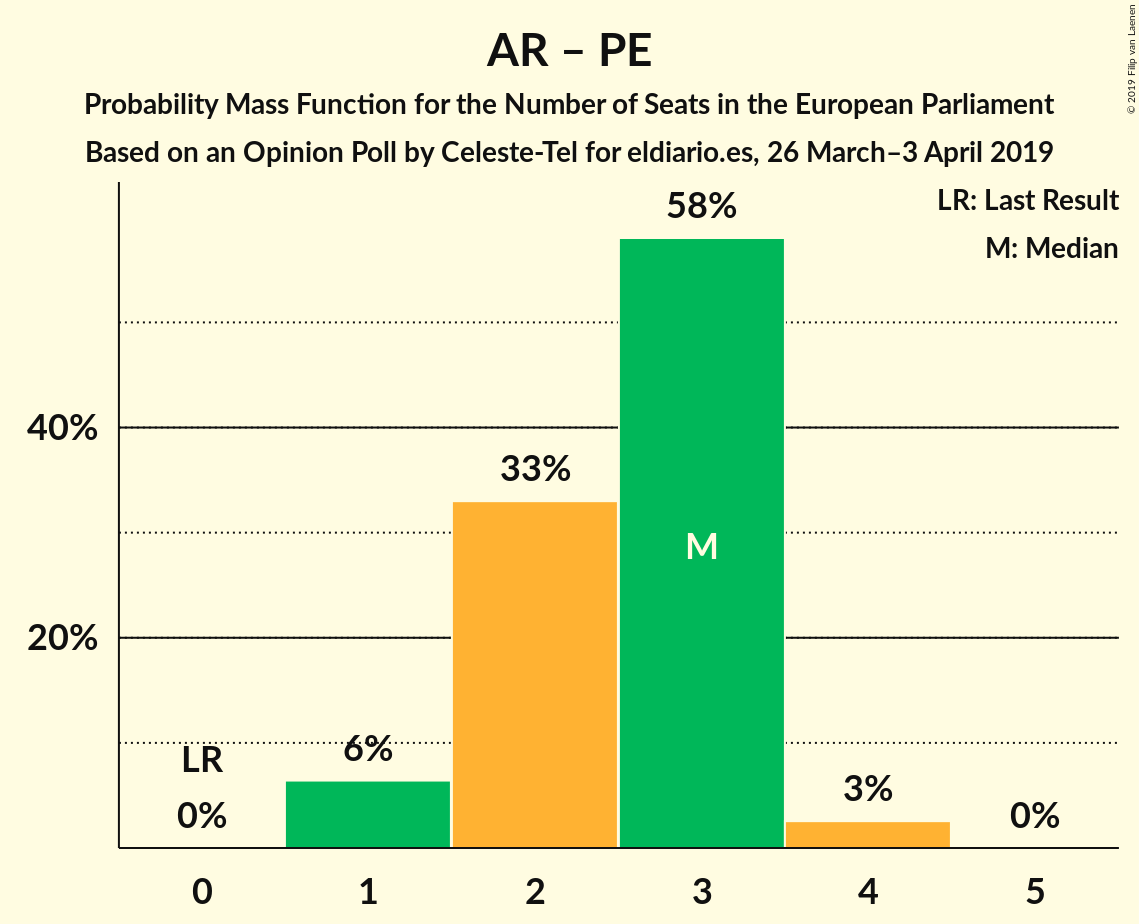 AR – PE
Probability Mass Function for the Number of Seats in the European Parliament
Based on an Opinion Poll by Celeste-Tel for eldiario.es, 26 March–3 April 2019
© 2019 Filip van Laenen
LR: Last Result
M: Median
58%
40%
33%
M
20%
LR
6%
0%
3%
0%
0 1 2 3 4 5